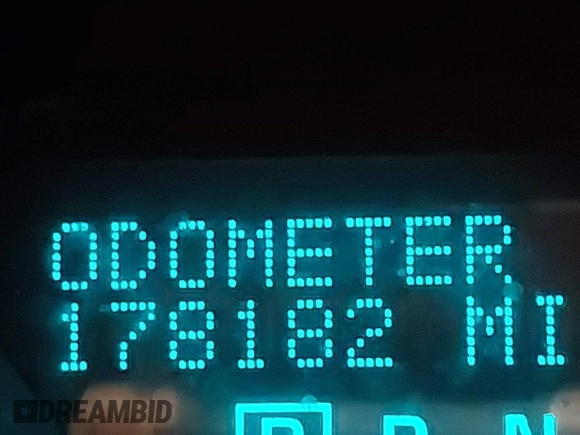 ODOMETER
178182 MI
P R N
DREAMBID